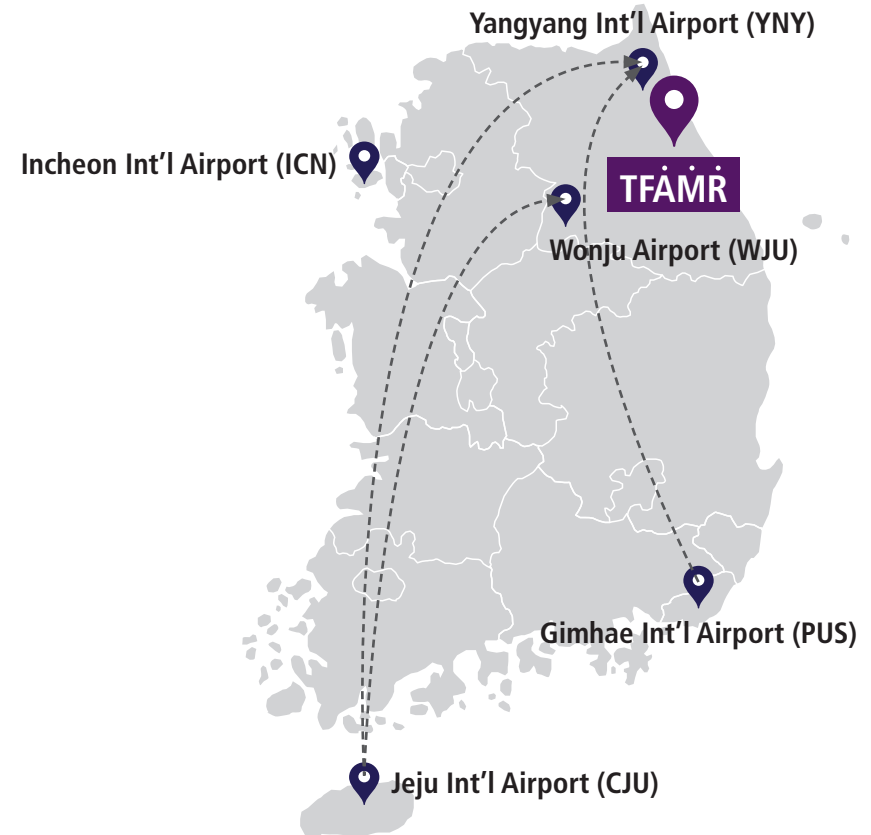 Yangyang Int'l Airport (YNY)
Incheon Int'l Airport (ICN)
TFȦṀṘ
Wonju Airport (WJU)
Gimhae Int'l Airport (PUS)
Jeju Int'l Airport (CJU)